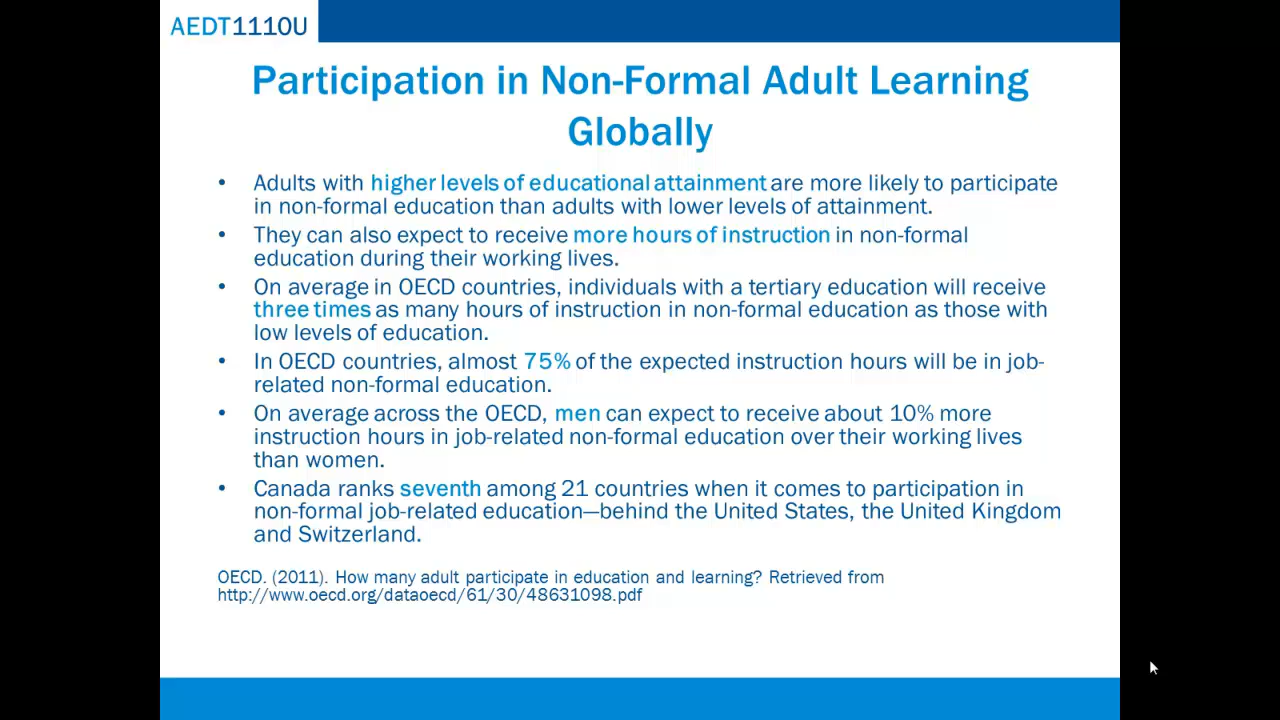 AEDT1110U
Participation in Non-Formal Adult Learning
Globally
• Adults with higher levels of educational attainment are more likely to participate
in non-formal education than adults with lower levels of attainment.
• They can also expect to receive more hours of instruction in non-formal
education during their working lives.
• On average in OECD countries, individuals with a tertiary education will receive
three times as many hours of instruction in non-formal education as those with
low levels of education.
• In OECD countries, almost 75% of the expected instruction hours will be in job-
related non-formal education.
• On average across the OECD, men can expect to receive about 10% more
instruction hours in job-related non-formal education over their working lives
than women.
• Canada ranks seventh among 21 countries when it comes to participation in
non-formal job-related education—behind the United States, the United Kingdom
and Switzerland.
OECD. (2011). How many adult participate in education and learning? Retrieved from
http://www.oecd.org/dataoecd/61/30/48631098.pdf